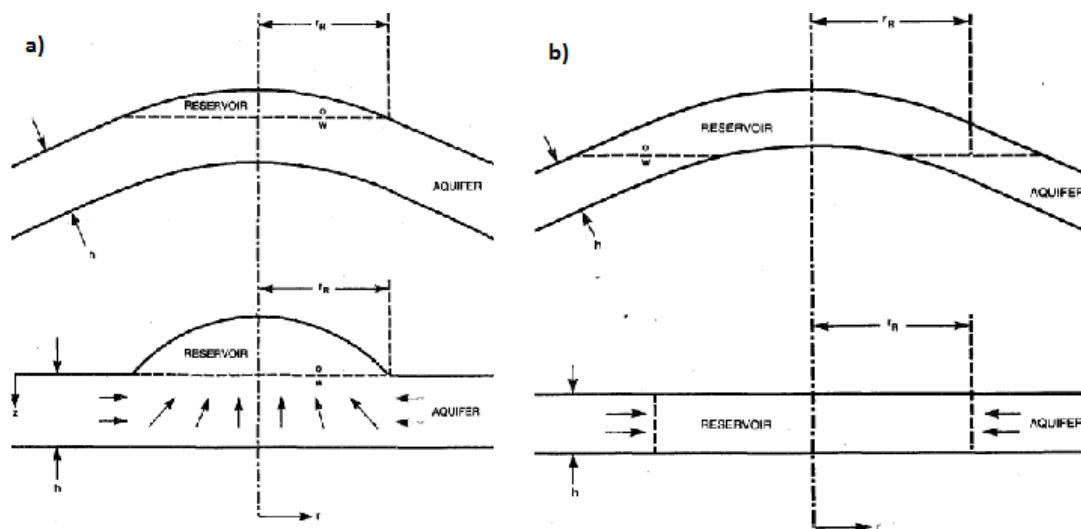 a)
r_R
RESERVOIR
o
w
AQUIFER
h
r_R
RESERVOIR
o
w
z
AQUIFER
h
r
b)
r_R
RESERVOIR
o
w
AQUIFER
h
r_R
RESERVOIR
AQUIFER
h
r